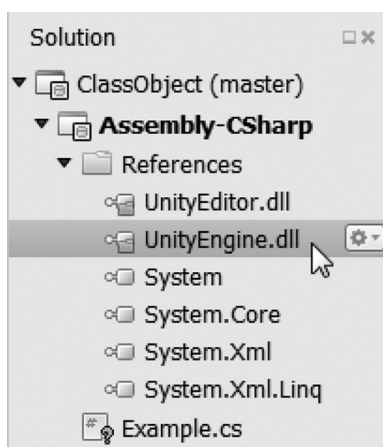 Solution
ClassObject (master)
Assembly-CSharp
References
UnityEditor.dll
UnityEngine.dll
System
System.Core
System.Xml
System.Xml.Linq
Example.cs